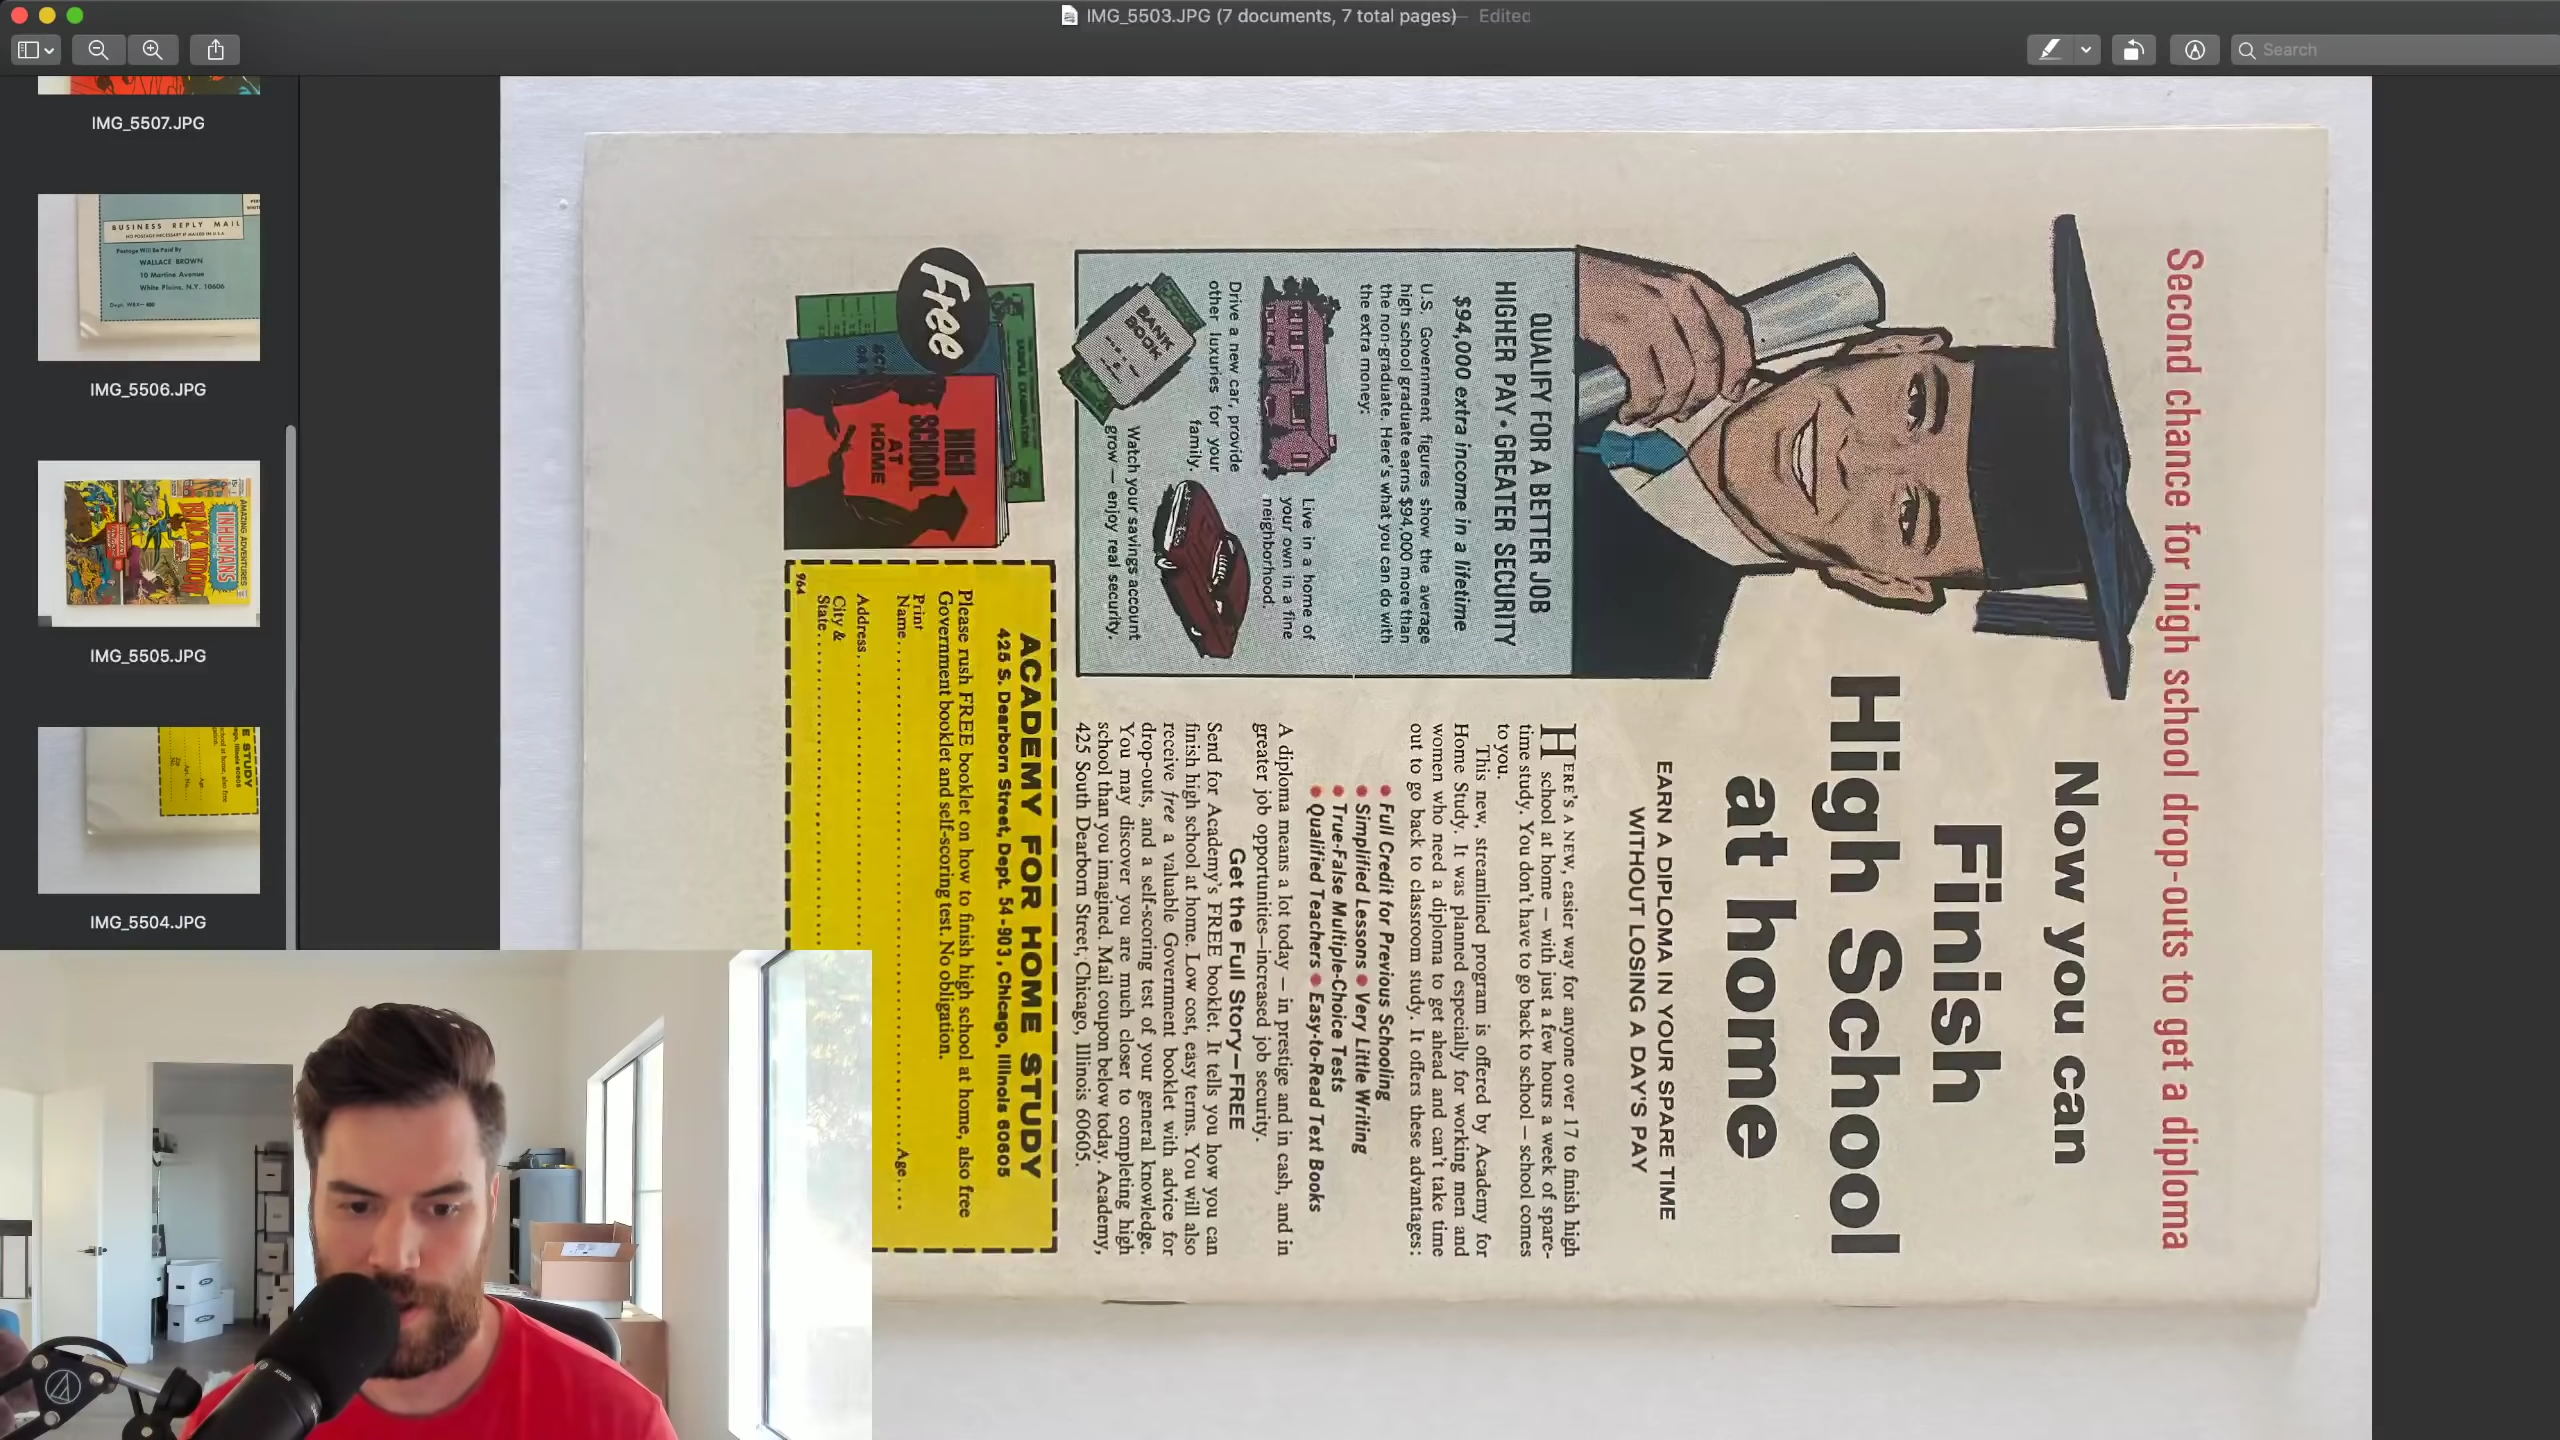 IMG_5503.JPG (7 documents, 7 total pages) — Edited
Search
IMG_5507.JPG
BUSINESS REPLY MAIL
NO POSTAGE NECESSARY IF MAILED IN U.S.A.
Postage Will Be Paid By
WALLACE BROWN
10 Martine Avenue
White Plains, N.Y. 10606
IMG_5506.JPG
AMAZING ADVENTURES
INHUMANS
BLACK WIDOW
IMG_5505.JPG
E STUDY
IMG_5504.JPG
Second chance for high school drop-outs to get a diploma
Now you can
Finish
High School
at home
EARN A DIPLOMA IN YOUR SPARE TIME
WITHOUT LOSING A DAY'S PAY
HERE'S A NEW, easier way for anyone over 17 to finish high
school at home — with just a few hours a week of spare-
time study. You don't have to go back to school — school comes
to you.
This new, streamlined program is offered by Academy for
Home Study. It was planned especially for working men and
women who need a diploma to get ahead and can't take time
out to go back to classroom study. It offers these advantages:
• Full Credit for Previous Schooling
• Simplified Lessons • Very Little Writing
• True-False Multiple-Choice Tests
• Qualified Teachers • Easy-to-Read Text Books
A diploma means a lot today — in prestige and in cash, and in
greater job opportunities—increased job security.
Get the Full Story—FREE
Send for Academy's FREE booklet. It tells you how you can
finish high school at home. Low cost, easy terms. You will also
receive free a valuable Government booklet with advice for
drop-outs, and a self-scoring test of your general knowledge.
You may discover you are much closer to completing high
school than you imagined. Mail coupon below today. Academy,
425 South Dearborn Street, Chicago, Illinois 60605.
QUALIFY FOR A BETTER JOB
HIGHER PAY • GREATER SECURITY
$94,000 extra income in a lifetime
U.S. Government figures show the average
high school graduate earns $94,000 more than
the non-graduate. Here's what you can do with
the extra money:
Live in a home of
your own in a fine
neighborhood.
Drive a new car, provide
other luxuries for your
family.
BANK
BOOK
Watch your savings account
grow — enjoy real security.
Free
HIGH
SCHOOL
AT
HOME
ACADEMY FOR HOME STUDY
425 S. Dearborn Street, Dept. 54-903, Chicago, Illinois 60605
Please rush FREE booklet on how to finish high school at home, also free
Government booklet and self-scoring test. No obligation.
Print
Name..........Age....
Address..........
City &
State..........
964